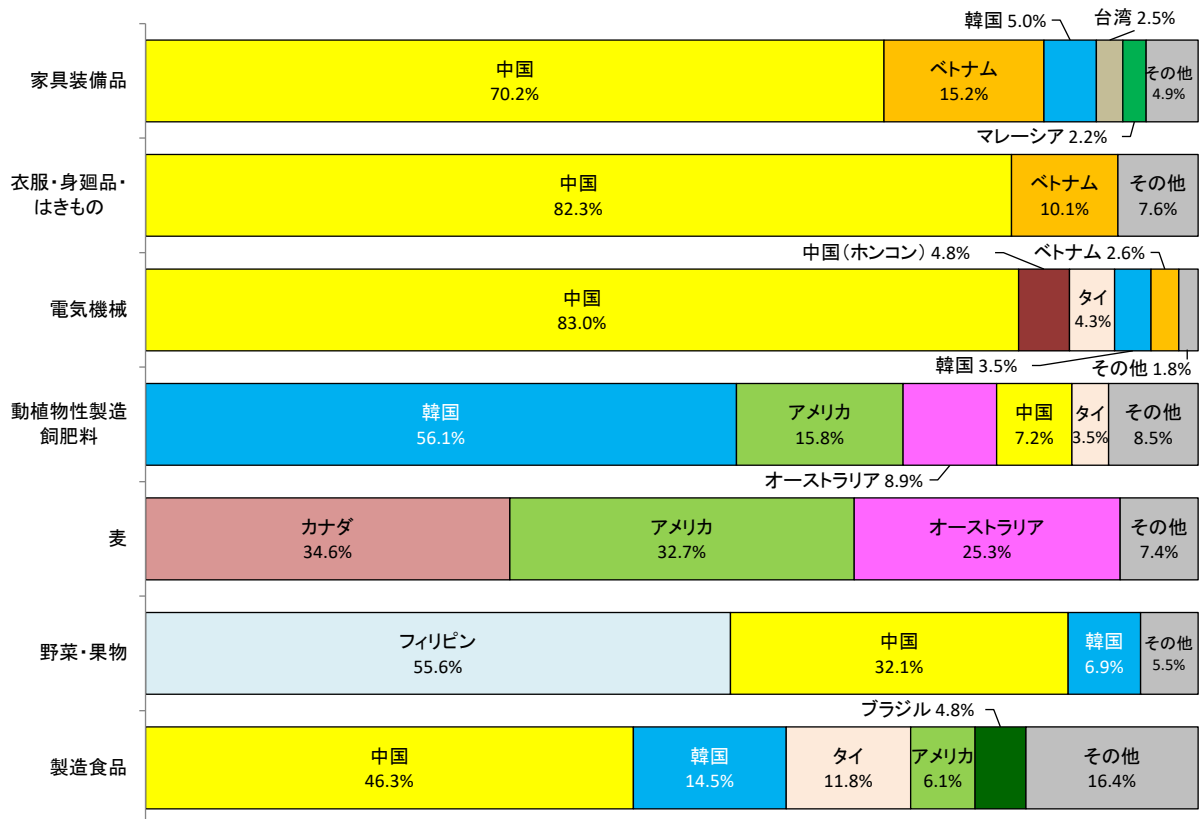 韓国 5.0%
台湾 2.5%
家具装備品
中国
70.2%
ベトナム
15.2%
その他
4.9%
マレーシア 2.2%
衣服・身廻品・
はきもの
中国
82.3%
ベトナム
10.1%
その他
7.6%
中国(ホンコン) 4.8%
ベトナム 2.6%
電気機械
中国
83.0%
タイ
4.3%
韓国 3.5%
その他 1.8%
動植物性製造
飼肥料
韓国
56.1%
アメリカ
15.8%
中国
7.2%
タイ
3.5%
その他
8.5%
オーストラリア 8.9%
麦
カナダ
34.6%
アメリカ
32.7%
オーストラリア
25.3%
その他
7.4%
野菜・果物
フィリピン
55.6%
中国
32.1%
韓国
6.9%
その他
5.5%
ブラジル 4.8%
製造食品
中国
46.3%
韓国
14.5%
タイ
11.8%
アメリカ
6.1%
その他
16.4%